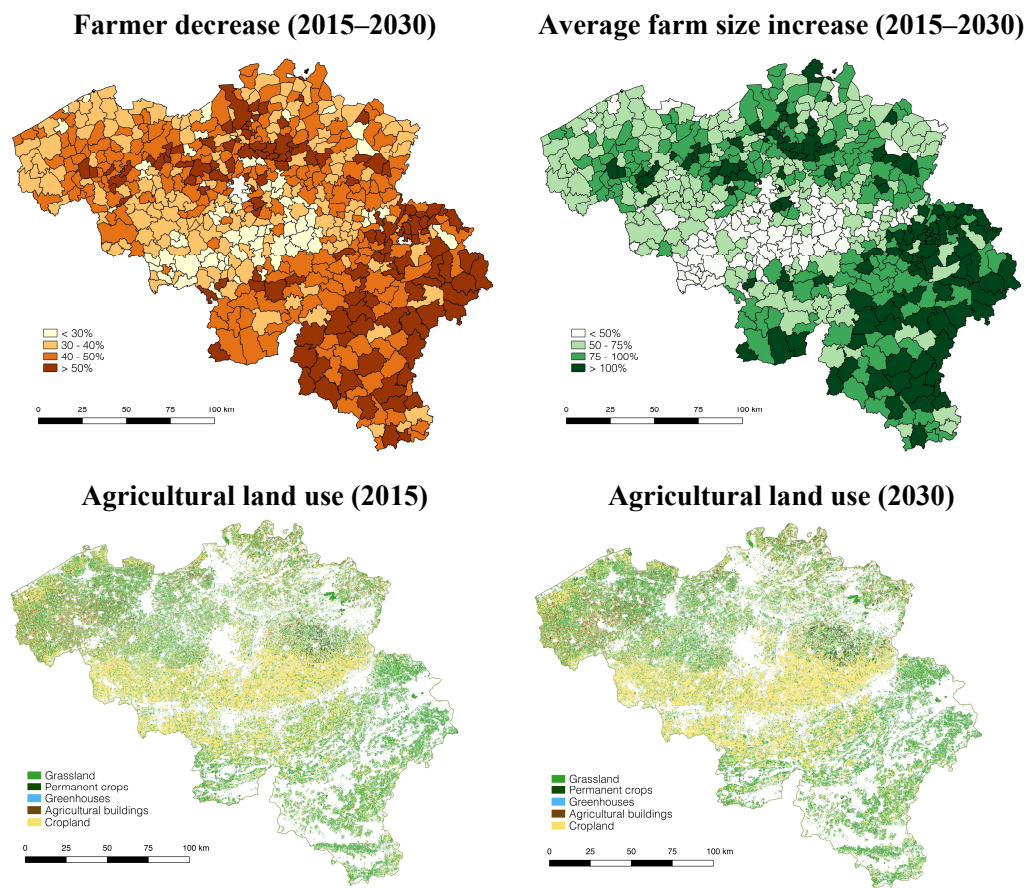 Farmer decrease (2015–2030)
Average farm size increase (2015–2030)
< 30%
30 - 40%
40 - 50%
> 50%
0 25 50 75 100 km
< 50%
50 - 75%
75 - 100%
> 100%
0 25 50 75 100 km
Agricultural land use (2015)
Agricultural land use (2030)
Grassland
Permanent crops
Greenhouses
Agricultural buildings
Cropland
0 25 50 75 100 km
Grassland
Permanent crops
Greenhouses
Agricultural buildings
Cropland
0 25 50 75 100 km